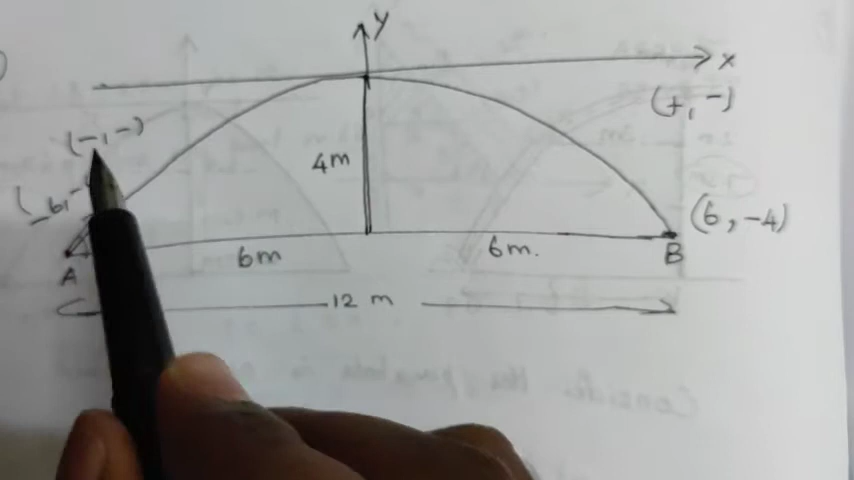 y
x
(+, -)
(-, -)
4m
(6, -4)
6m
6m.
B
A
12 m